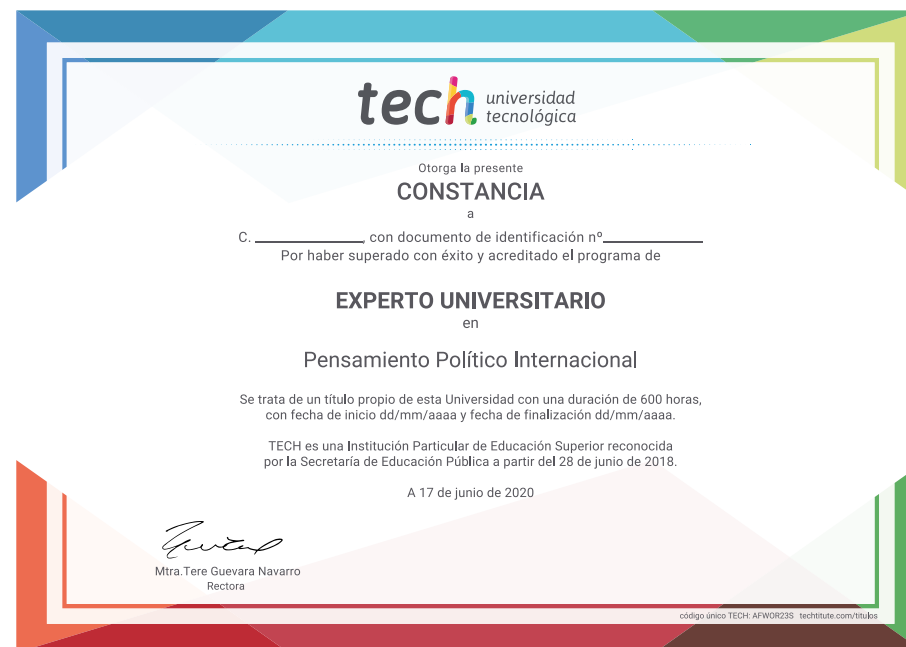 tech universidad
tecnológica
Otorga la presente
CONSTANCIA
a
C. ______________, con documento de identificación nº_____________
Por haber superado con éxito y acreditado el programa de
EXPERTO UNIVERSITARIO
en
Pensamiento Político Internacional
Se trata de un título propio de esta Universidad con una duración de 600 horas,
con fecha de inicio dd/mm/aaaa y fecha de finalización dd/mm/aaaa.
TECH es una Institución Particular de Educación Superior reconocida
por la Secretaría de Educación Pública a partir del 28 de junio de 2018.
A 17 de junio de 2020
Mtra.Tere Guevara Navarro
Rectora
código único TECH: AFWOR23S techtitute.com/titulos